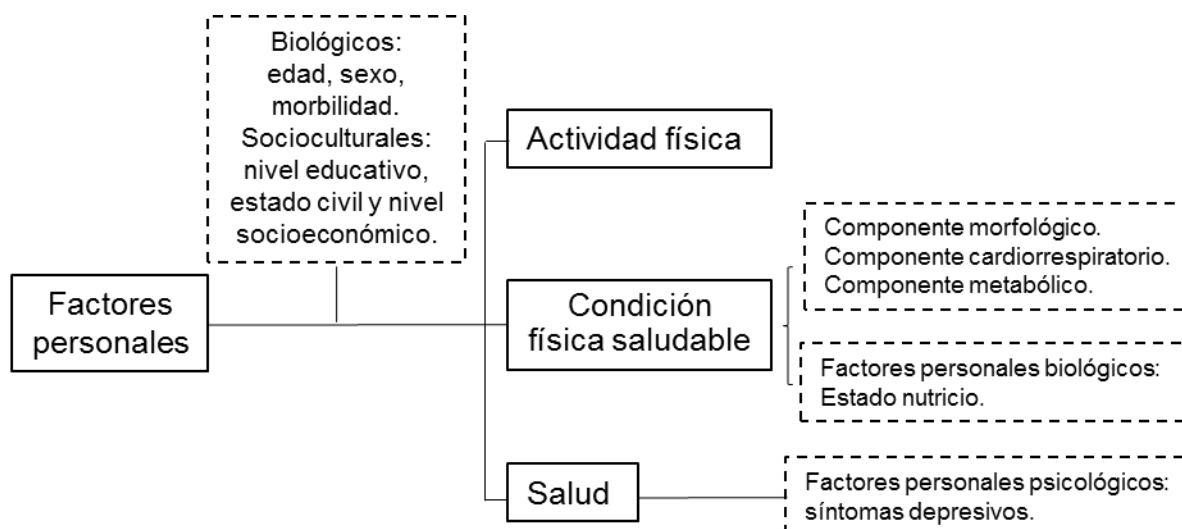 Biológicos:
edad, sexo,
morbilidad.
Socioculturales:
nivel educativo,
estado civil y nivel
socioeconómico.
Factores
personales
Actividad física
Condición
física saludable
Componente morfológico.
Componente cardiorrespiratorio.
Componente metabólico.
Factores personales biológicos:
Estado nutricio.
Salud
Factores personales psicológicos:
síntomas depresivos.